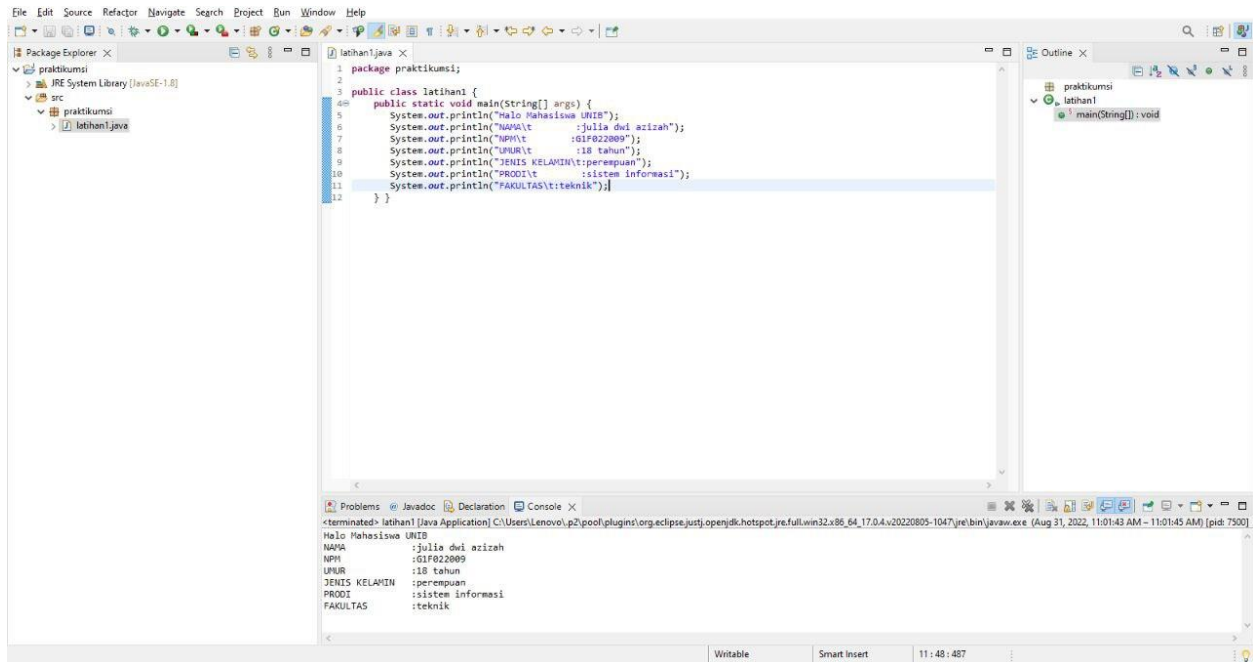 File Edit Source Refactor Navigate Search Project Run Window Help
Package Explorer
praktikumsi
JRE System Library [JavaSE-1.8]
src
praktikumsi
latihan1.java
latihan1.java
1 package praktikumsi;
2
3 public class latihan1 {
4 public static void main(String[] args) {
5 System.out.println("Halo Mahasiswa UNIB");
6 System.out.println("NAMA\t :julia dwi azizah");
7 System.out.println("NPM\t :G1F022009");
8 System.out.println("UMUR\t :18 tahun");
9 System.out.println("JENIS KELAMIN\t:perempuan");
10 System.out.println("PRODI\t :sistem informasi");
11 System.out.println("FAKULTAS\t:teknik");
12 } }
Outline
praktikumsi
latihan1
main(String[]) : void
Problems @ Javadoc Declaration Console
<terminated> latihan1 [Java Application] C:\Users\Lenovo\.p2\pool\plugins\org.eclipse.justj.openjdk.hotspot.jre.full.win32.x86_64_17.0.4.v20220805-1047\jre\bin\javaw.exe (Aug 31, 2022, 11:01:43 AM – 11:01:45 AM) [pid: 7500]
Halo Mahasiswa UNIB
NAMA :julia dwi azizah
NPM :G1F022009
UMUR :18 tahun
JENIS KELAMIN :perempuan
PRODI :sistem informasi
FAKULTAS :teknik
Writable Smart Insert 11 : 48 : 487